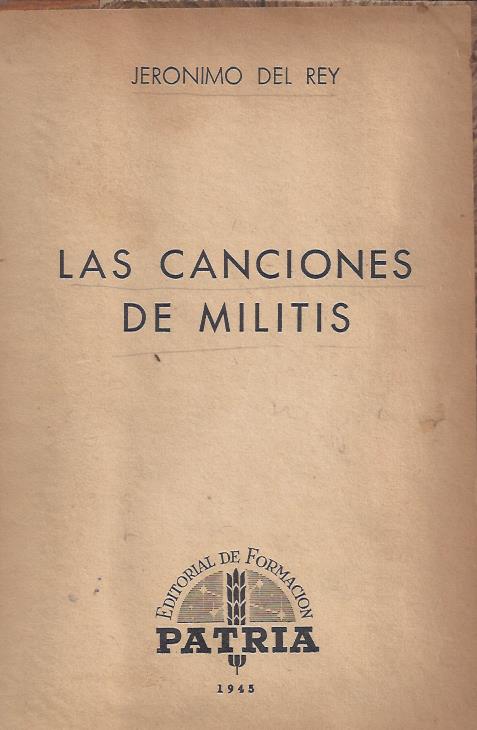 JERONIMO DEL REY
LAS CANCIONES
DE MILITIS
EDITORIAL DE FORMACION
PATRIA
1945